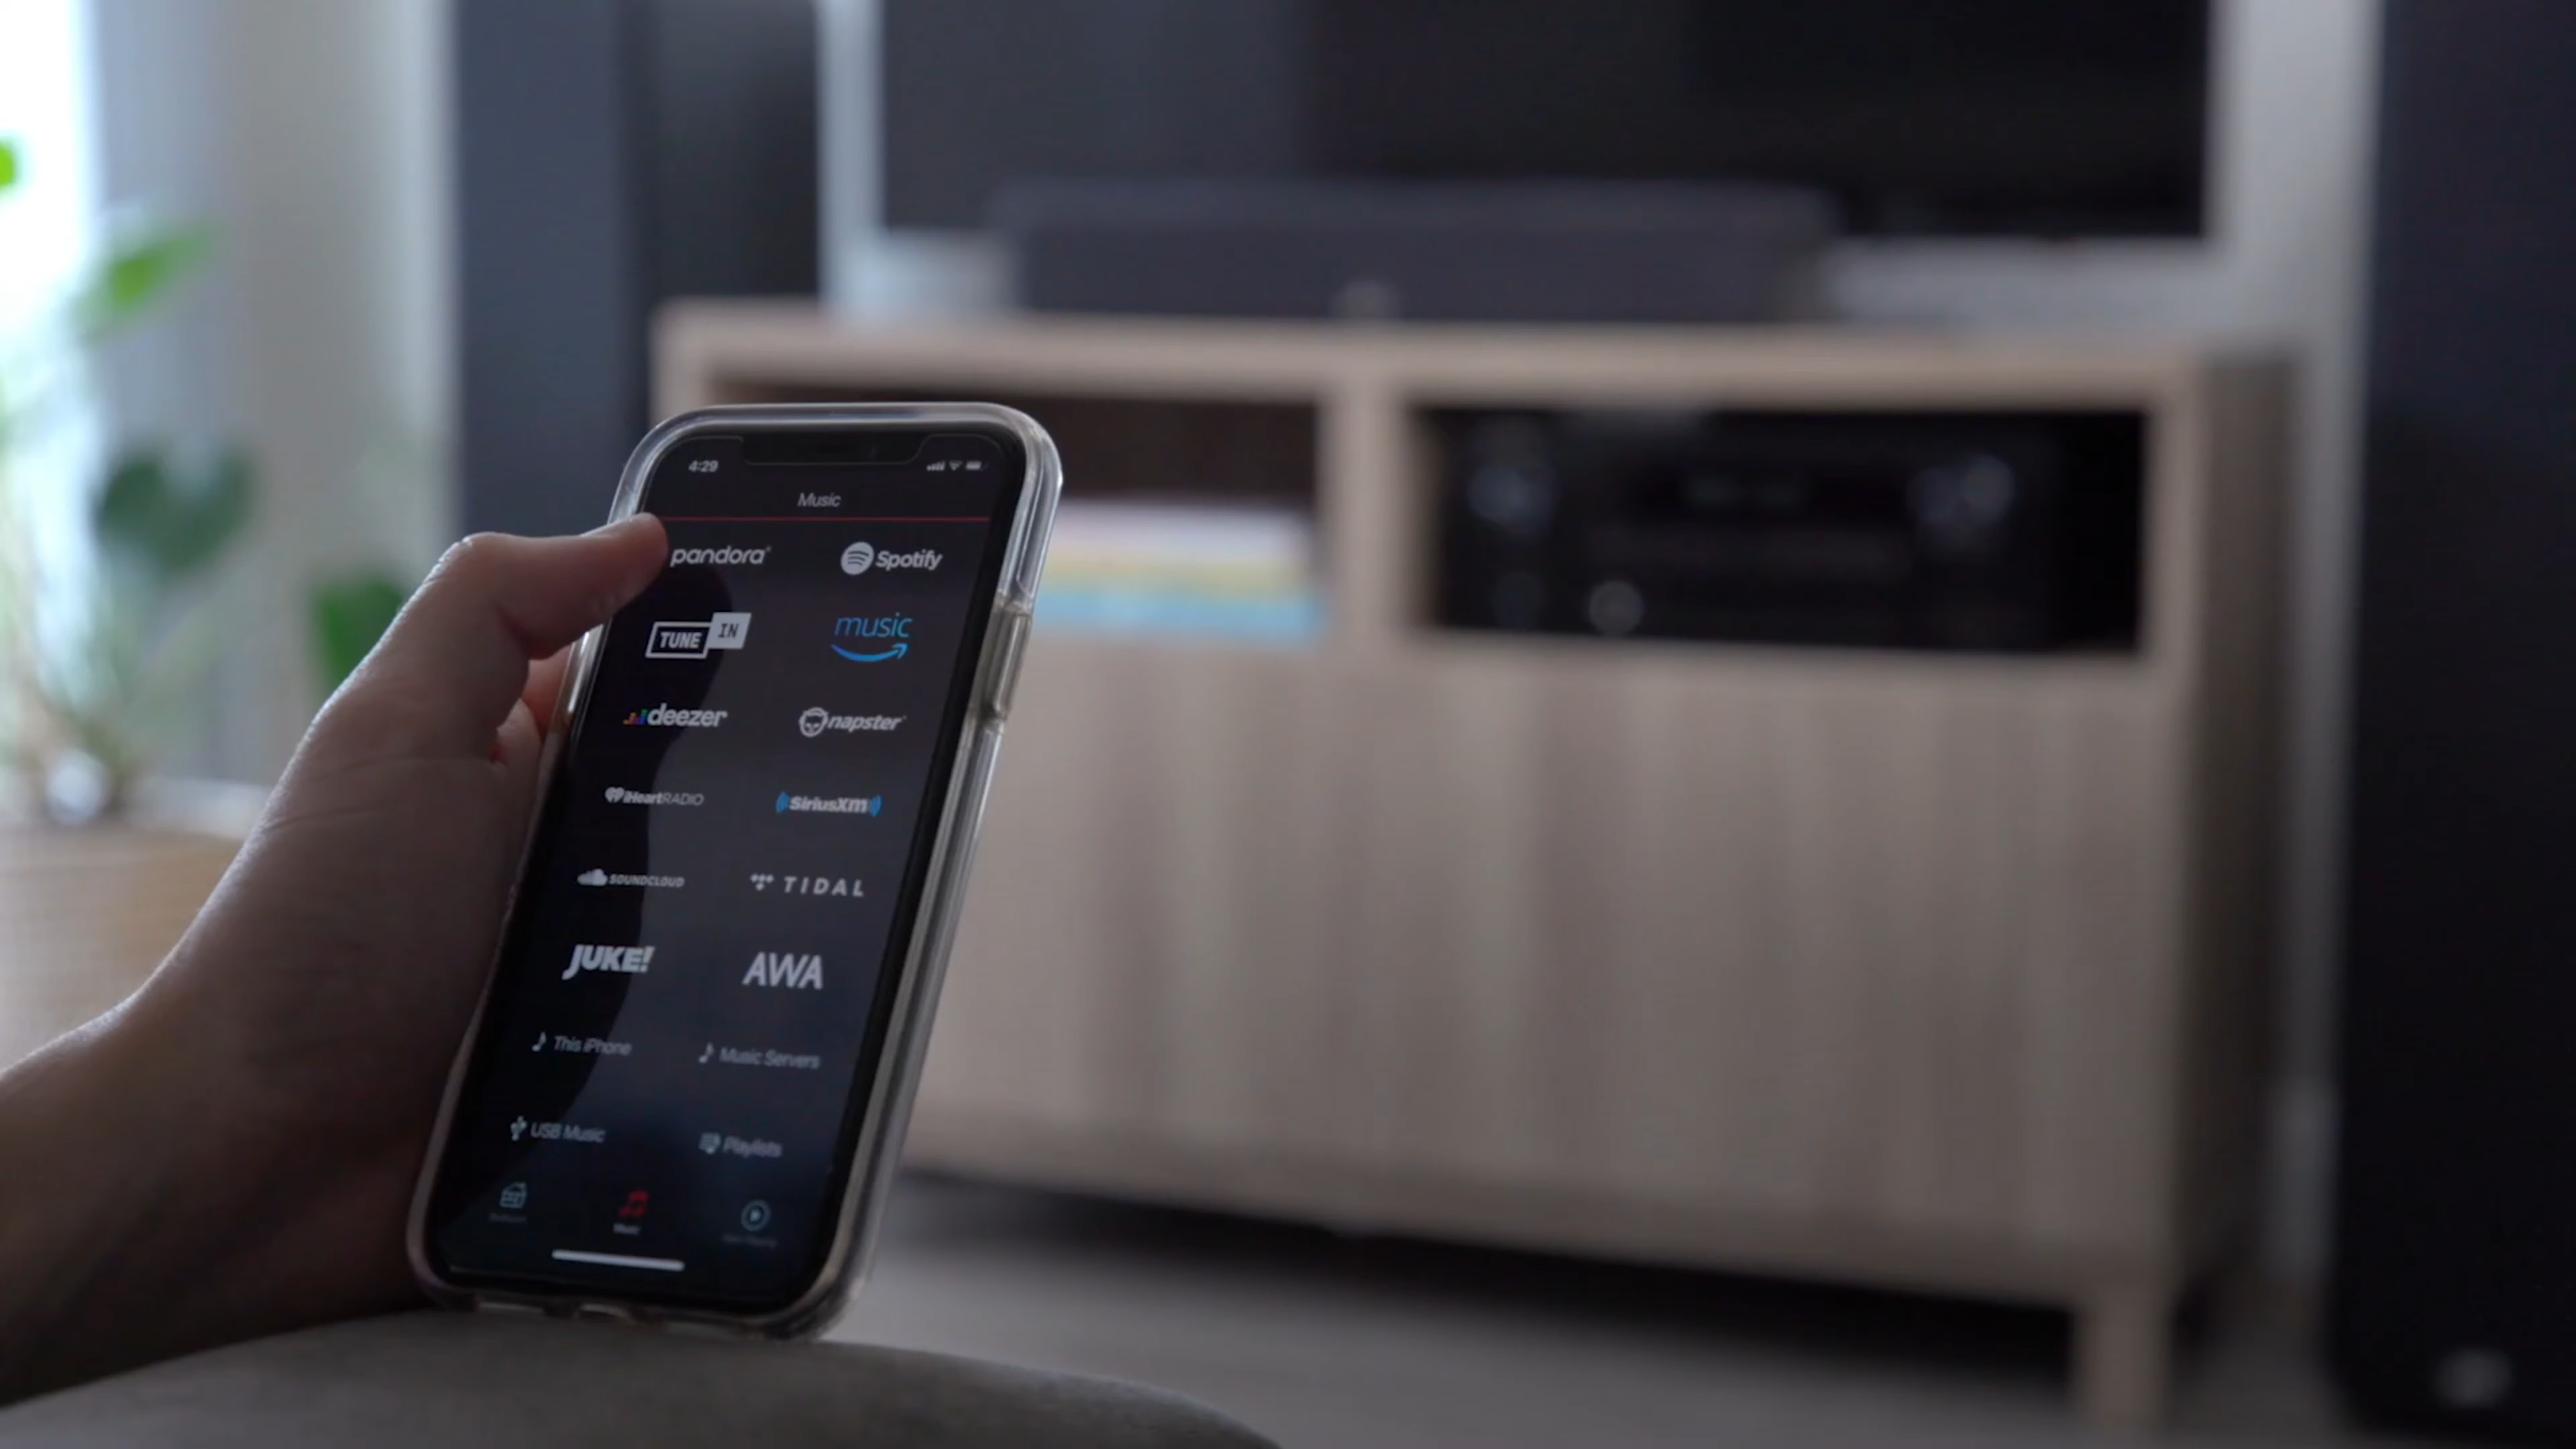 4:29
Music
pandora
Spotify
TUNE IN
music
deezer
napster
iHeartRADIO
SiriusXM
SOUNDCLOUD
TIDAL
JUKE!
AWA
This iPhone
Music Servers
USB Music
Playlists
Music